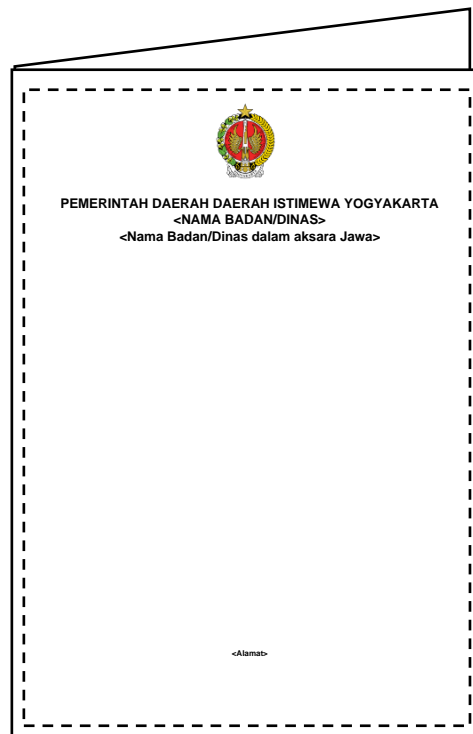 PEMERINTAH DAERAH DAERAH ISTIMEWA YOGYAKARTA
<NAMA BADAN/DINAS>
<Nama Badan/Dinas dalam aksara Jawa>
<Alamat>